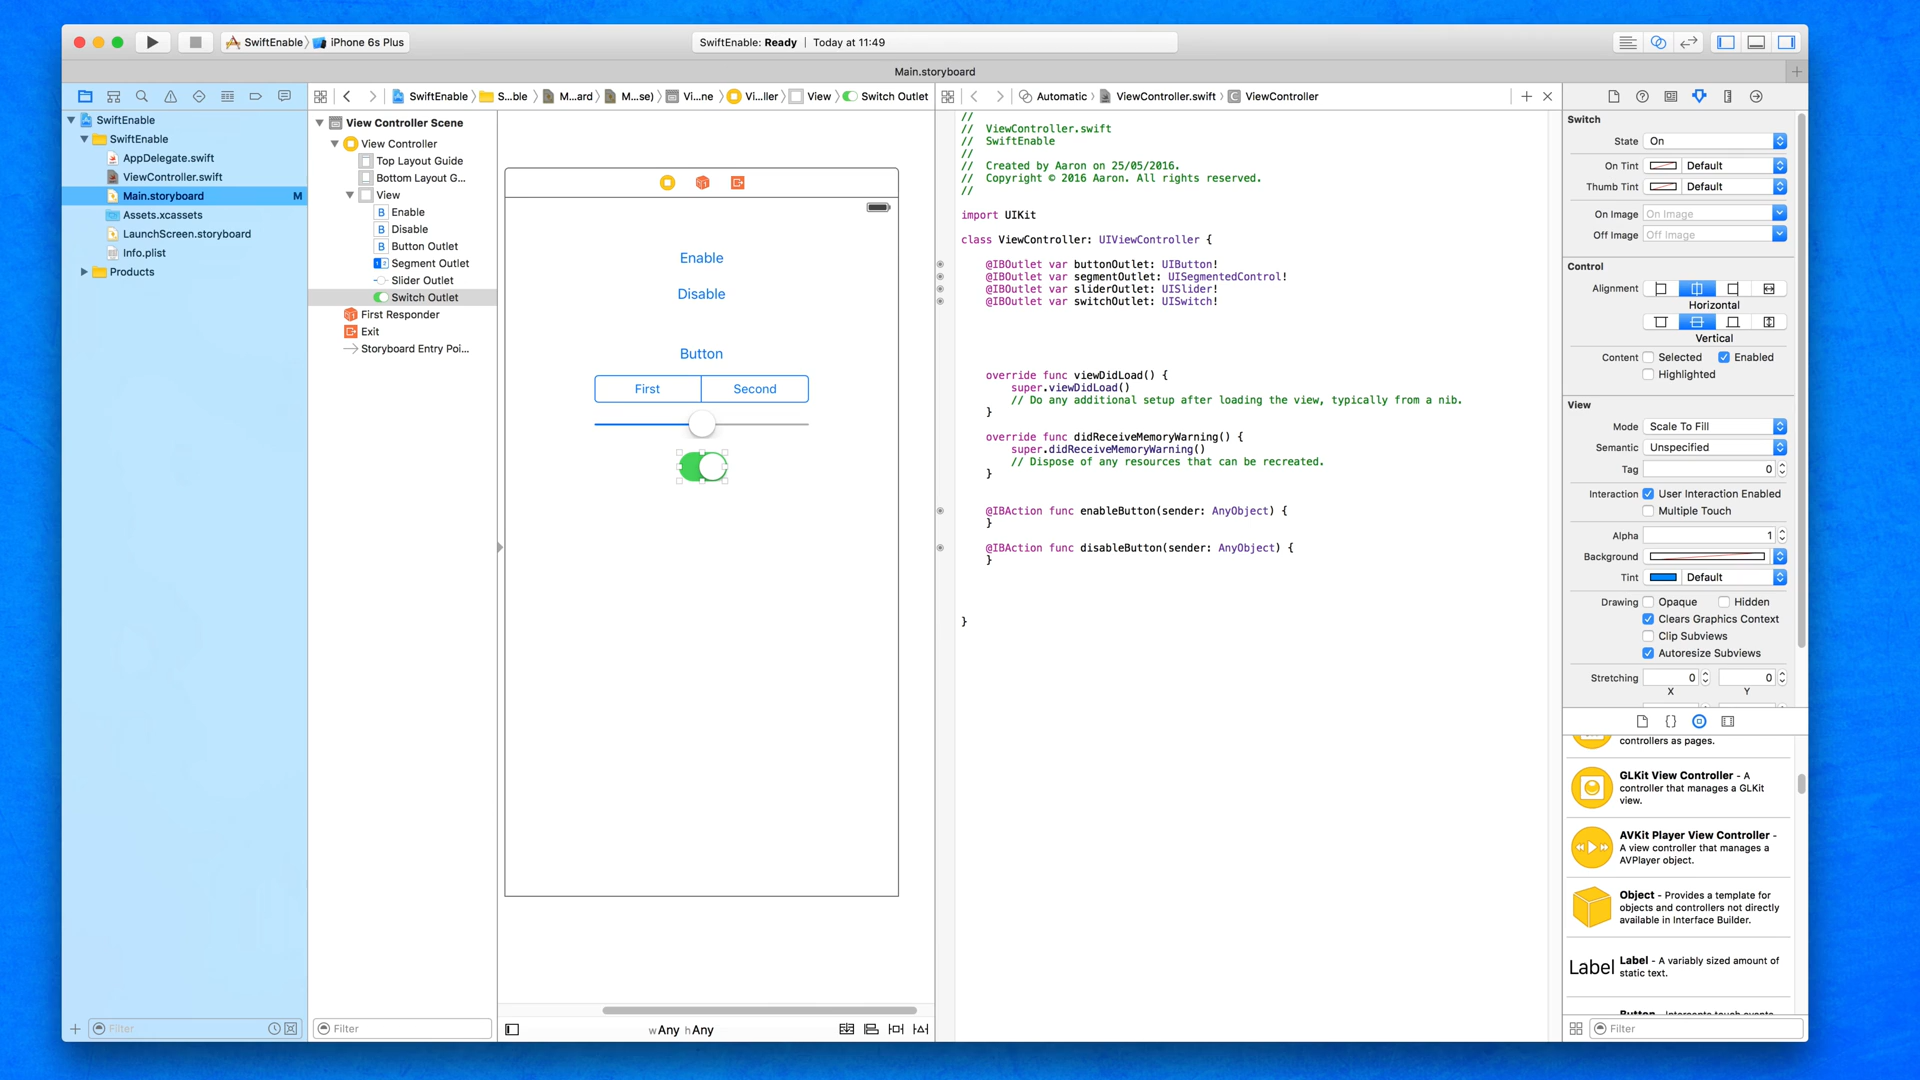 SwiftEnable
iPhone 6s Plus
SwiftEnable: Ready | Today at 11:49
Main.storyboard
SwiftEnable
SwiftEnable
AppDelegate.swift
ViewController.swift
Main.storyboard M
Assets.xcassets
LaunchScreen.storyboard
Info.plist
Products
Filter
SwiftEnable
S...ble
M...ard
M...se)
Vi...ne
Vi...ller
View
Switch Outlet
View Controller Scene
View Controller
Top Layout Guide
Bottom Layout G...
View
B Enable
B Disable
B Button Outlet
Segment Outlet
Slider Outlet
Switch Outlet
First Responder
Exit
Storyboard Entry Poi...
Filter
Enable
Disable
Button
First Second
wAny hAny
Automatic
ViewController.swift
C ViewController
//
// ViewController.swift
// SwiftEnable
//
// Created by Aaron on 25/05/2016.
// Copyright © 2016 Aaron. All rights reserved.
//
import UIKit
class ViewController: UIViewController {
@IBOutlet var buttonOutlet: UIButton!
@IBOutlet var segmentOutlet: UISegmentedControl!
@IBOutlet var sliderOutlet: UISlider!
@IBOutlet var switchOutlet: UISwitch!
override func viewDidLoad() {
super.viewDidLoad()
// Do any additional setup after loading the view, typically from a nib.
}
override func didReceiveMemoryWarning() {
super.didReceiveMemoryWarning()
// Dispose of any resources that can be recreated.
}
@IBAction func enableButton(sender: AnyObject) {
}
@IBAction func disableButton(sender: AnyObject) {
}
}
Switch
State On
On Tint Default
Thumb Tint Default
On Image On Image
Off Image Off Image
Control
Alignment
Horizontal
Vertical
Content Selected Enabled
Highlighted
View
Mode Scale To Fill
Semantic Unspecified
Tag 0
Interaction User Interaction Enabled
Multiple Touch
Alpha 1
Background
Tint Default
Drawing Opaque Hidden
Clears Graphics Context
Clip Subviews
Autoresize Subviews
Stretching 0 0
X Y
{}
controllers as pages.
GLKit View Controller - A
controller that manages a GLKit
view.
AVKit Player View Controller -
A view controller that manages a
AVPlayer object.
Object - Provides a template for
objects and controllers not directly
available in Interface Builder.
Label
Label - A variably sized amount of
static text.
Filter